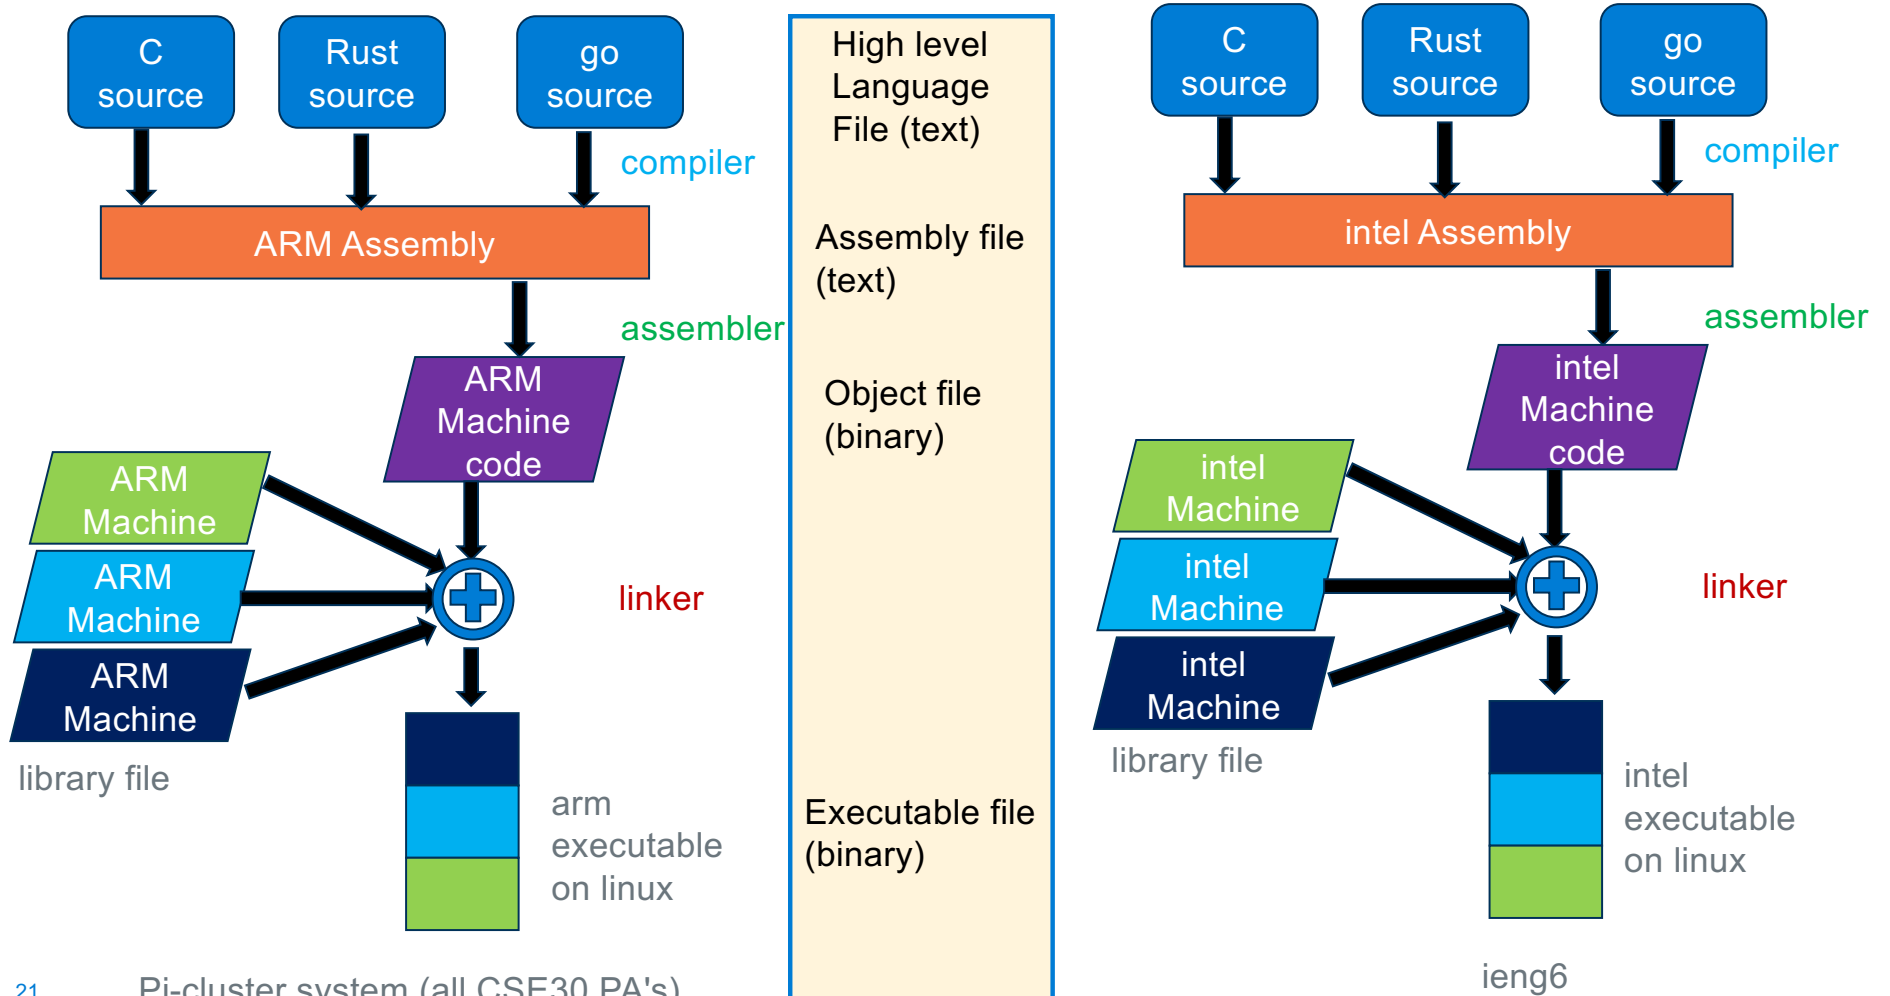 C
source
Rust
source
go
source
compiler
ARM Assembly
assembler
ARM
Machine
code
ARM
Machine
ARM
Machine
ARM
Machine
library file
linker
arm
executable
on linux
21
Pi-cluster system (all CSE30 PA's)
High level
Language
File (text)
Assembly file
(text)
Object file
(binary)
Executable file
(binary)
C
source
Rust
source
go
source
compiler
intel Assembly
assembler
intel
Machine
code
intel
Machine
intel
Machine
intel
Machine
library file
linker
intel
executable
on linux
ieng6